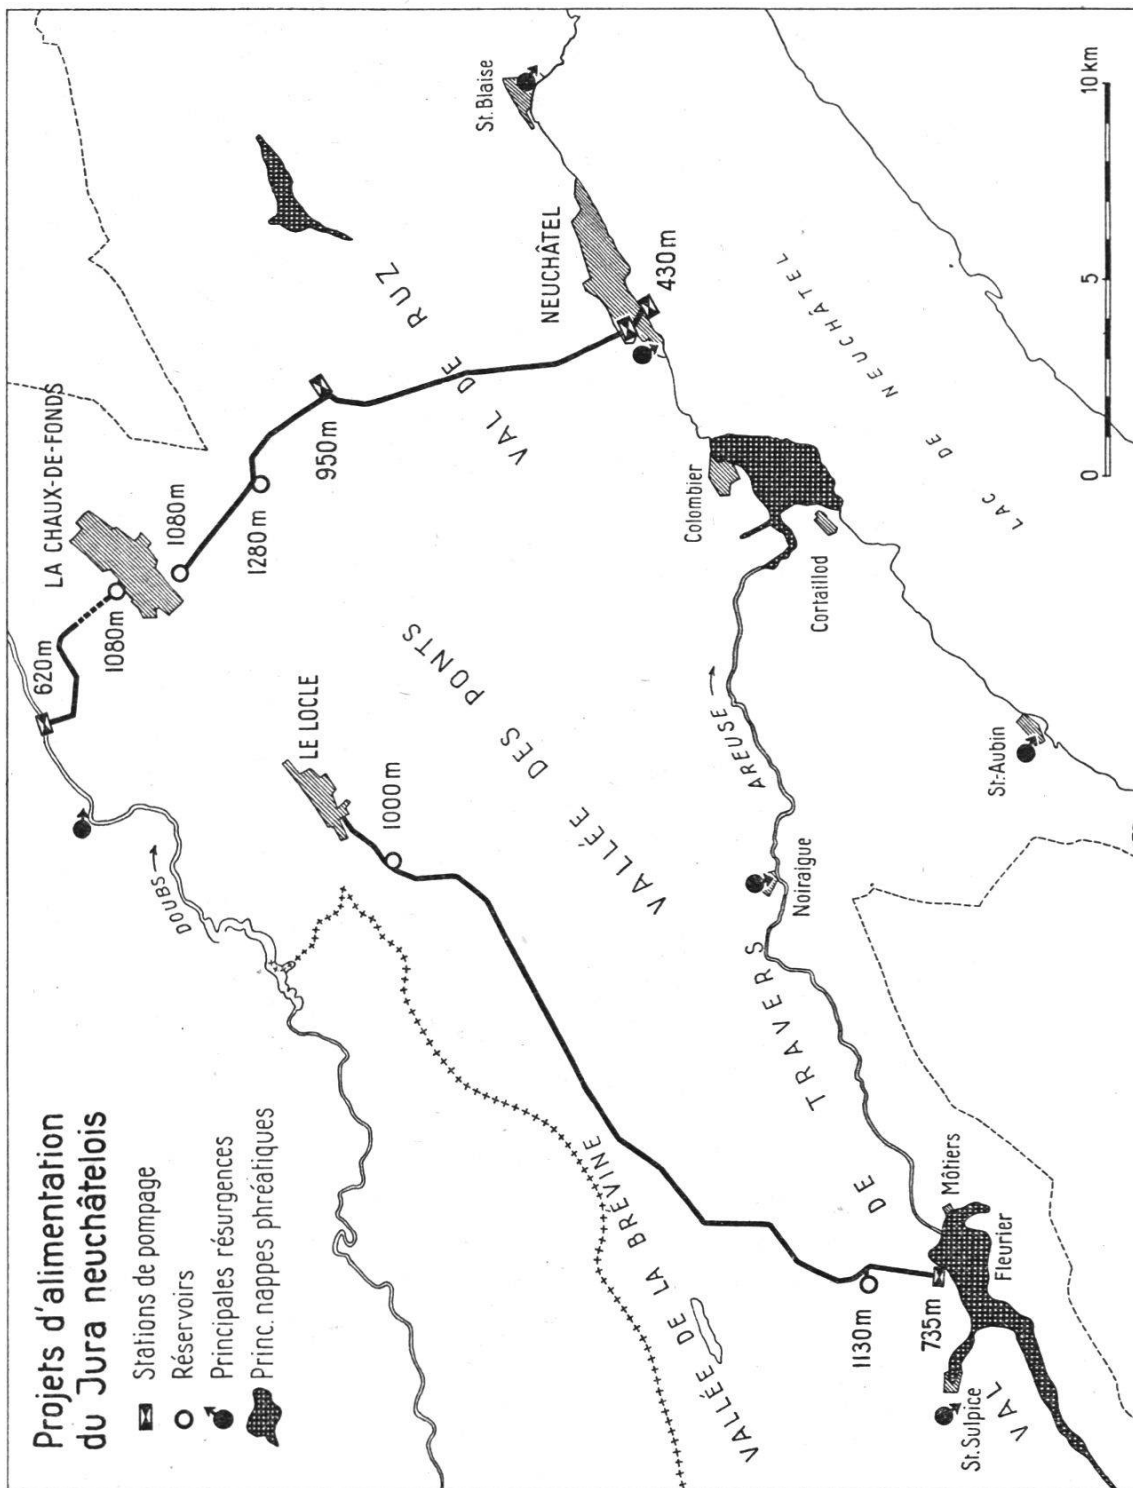 Projets d'alimentation
du Jura neuchâtelois
Stations de pompage
Réservoirs
Principales résurgences
Princ. nappes phréatiques
DOUBS
620m
1080m
LA CHAUX-DE-FONDS
1080m
1280m
950m
LE LOCLE
1000m
VAL DE RUZ
St.Blaise
NEUCHÂTEL
430m
VALLÉE DES PONTS
VALLÉE DE LA BRÉVINE
Colombier
Cortaillod
AREUSE
LAC DE NEUCHÂTEL
Noiraigue
St.-Aubin
VAL DE TRAVERS
1130m
735m
Môtiers
Fleurier
St.Sulpice
0 5 10 km